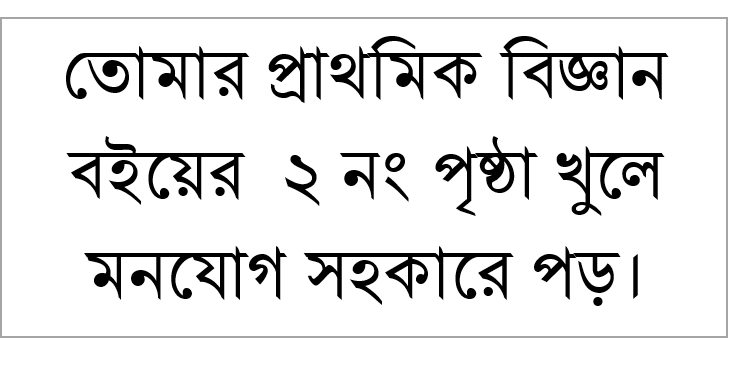 তোমার প্রাথমিক বিজ্ঞান
বইয়ের ২ নং পৃষ্ঠা খুলে
মনযোগ সহকারে পড়।